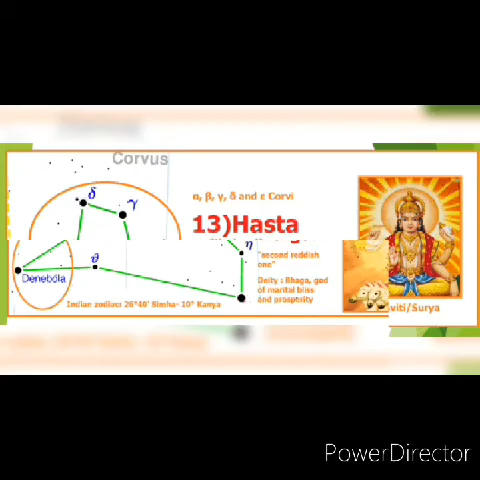 Corvus
δ
γ
α, β, γ, δ and ε Corvi
13)Hasta
η
"second reddish
one"
ϑ
Denebola
Deity : Bhaga, god
of marital bliss
and prosperity
Indian zodiac: 26°40' Simha- 10° Kanya
viti/Surya
PowerDirector